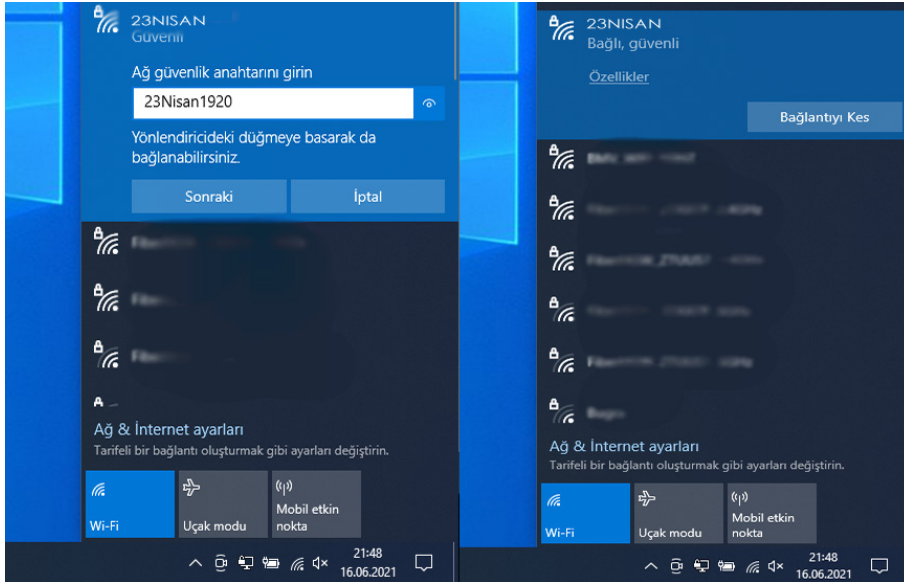 23NISAN
Güvenli
Ağ güvenlik anahtarını girin
23Nisan1920
Yönlendiricideki düğmeye basarak da
bağlanabilirsiniz.
Sonraki
İptal
Ağ & İnternet ayarları
Tarifeli bir bağlantı oluşturmak gibi ayarları değiştirin.
Wi-Fi
Uçak modu
Mobil etkin
nokta
21:48
16.06.2021
23NISAN
Bağlı, güvenli
Özellikler
Bağlantıyı Kes
Ağ & İnternet ayarları
Tarifeli bir bağlantı oluşturmak gibi ayarları değiştirin.
Wi-Fi
Uçak modu
Mobil etkin
nokta
21:48
16.06.2021